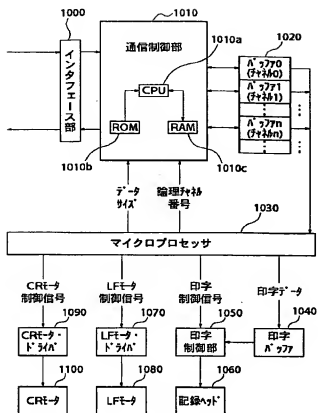 1000
1010
インタフェース部
通信制御部
1010a
CPU
ROM
RAM
1010b
1010c
1020
バッファ0
(チャネル0)
バッファ1
(チャネル1)
バッファn
(チャネルn)
データ
サイズ
論理チャネル
番号
1030
マイクロプロセッサ
CRモータ
制御信号
LFモータ
制御信号
印字
制御信号
印字データ
1090
1070
1050
1040
CRモータ・
ドライバ
LFモータ・
ドライバ
印字
制御部
印字
バッファ
1100
1080
1060
CRモータ
LFモータ
記録ヘッド